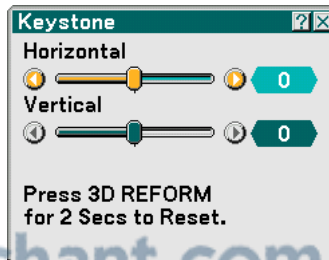 Keystone
Horizontal
0
Vertical
0
Press 3D REFORM
for 2 Secs to Reset.